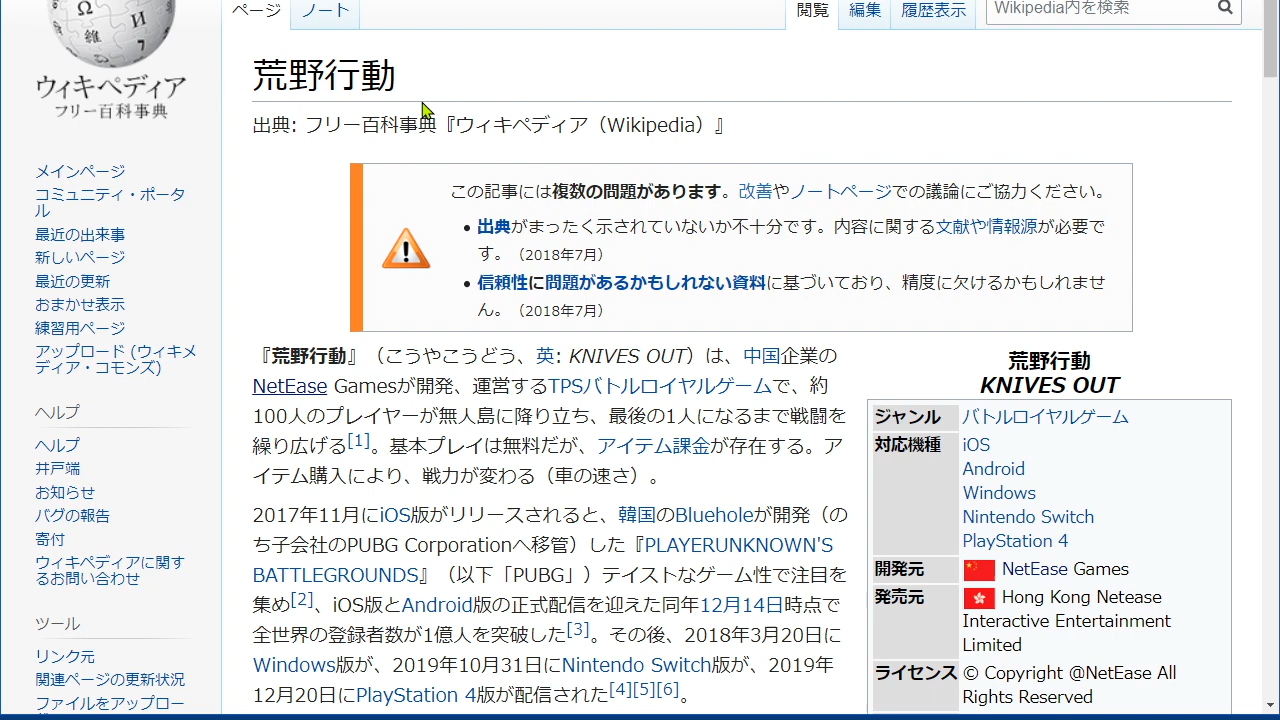 ページ
ノート
閲覧
編集
履歴表示
Wikipedia内を検索
Ω
И
維
7
ウィキペディア
フリー百科事典
メインページ
コミュニティ・ポータ
ル
最近の出来事
新しいページ
最近の更新
おまかせ表示
練習用ページ
アップロード (ウィキメ
ディア・コモンズ)
ヘルプ
ヘルプ
井戸端
お知らせ
バグの報告
寄付
ウィキペディアに関す
るお問い合わせ
ツール
リンク元
関連ページの更新状況
ファイルをアップロー
荒野行動
出典: フリー百科事典『ウィキペディア（Wikipedia）』
この記事には複数の問題があります。改善やノートページでの議論にご協力ください。
• 出典がまったく示されていないか不十分です。内容に関する文献や情報源が必要で
す。（2018年7月）
• 信頼性に問題があるかもしれない資料に基づいており、精度に欠けるかもしれませ
ん。（2018年7月）
『荒野行動』（こうやこうどう、英: KNIVES OUT）は、中国企業の
NetEase Gamesが開発、運営するTPSバトルロイヤルゲームで、約
100人のプレイヤーが無人島に降り立ち、最後の1人になるまで戦闘を
繰り広げる[1]。基本プレイは無料だが、アイテム課金が存在する。ア
イテム購入により、戦力が変わる（車の速さ）。
2017年11月にiOS版がリリースされると、韓国のBlueholeが開発（の
ち子会社のPUBG Corporationへ移管）した『PLAYERUNKNOWN'S
BATTLEGROUNDS』（以下「PUBG」）テイストなゲーム性で注目を
集め[2]、iOS版とAndroid版の正式配信を迎えた同年12月14日時点で
全世界の登録者数が1億人を突破した[3]。その後、2018年3月20日に
Windows版が、2019年10月31日にNintendo Switch版が、2019年
12月20日にPlayStation 4版が配信された[4][5][6]。
荒野行動
KNIVES OUT
ジャンル バトルロイヤルゲーム
対応機種 iOS
Android
Windows
Nintendo Switch
PlayStation 4
開発元 NetEase Games
発売元 Hong Kong Netease
Interactive Entertainment
Limited
ライセンス © Copyright @NetEase All
Rights Reserved